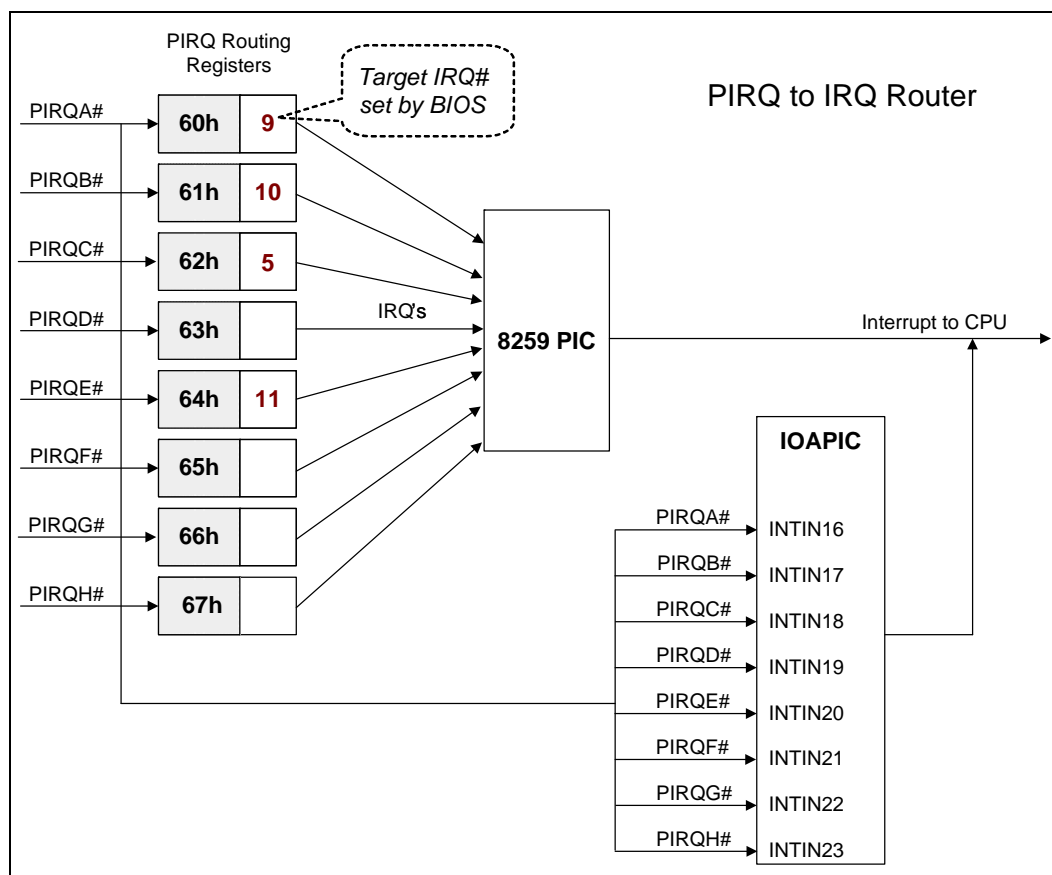 PIRQ Routing
Registers
Target IRQ#
set by BIOS
PIRQ to IRQ Router
PIRQA#
60h
9
PIRQB#
61h
10
PIRQC#
62h
5
PIRQD#
63h
IRQ's
PIRQE#
64h
11
PIRQF#
65h
PIRQG#
66h
PIRQH#
67h
8259 PIC
Interrupt to CPU
IOAPIC
PIRQA#
INTIN16
PIRQB#
INTIN17
PIRQC#
INTIN18
PIRQD#
INTIN19
PIRQE#
INTIN20
PIRQF#
INTIN21
PIRQG#
INTIN22
PIRQH#
INTIN23